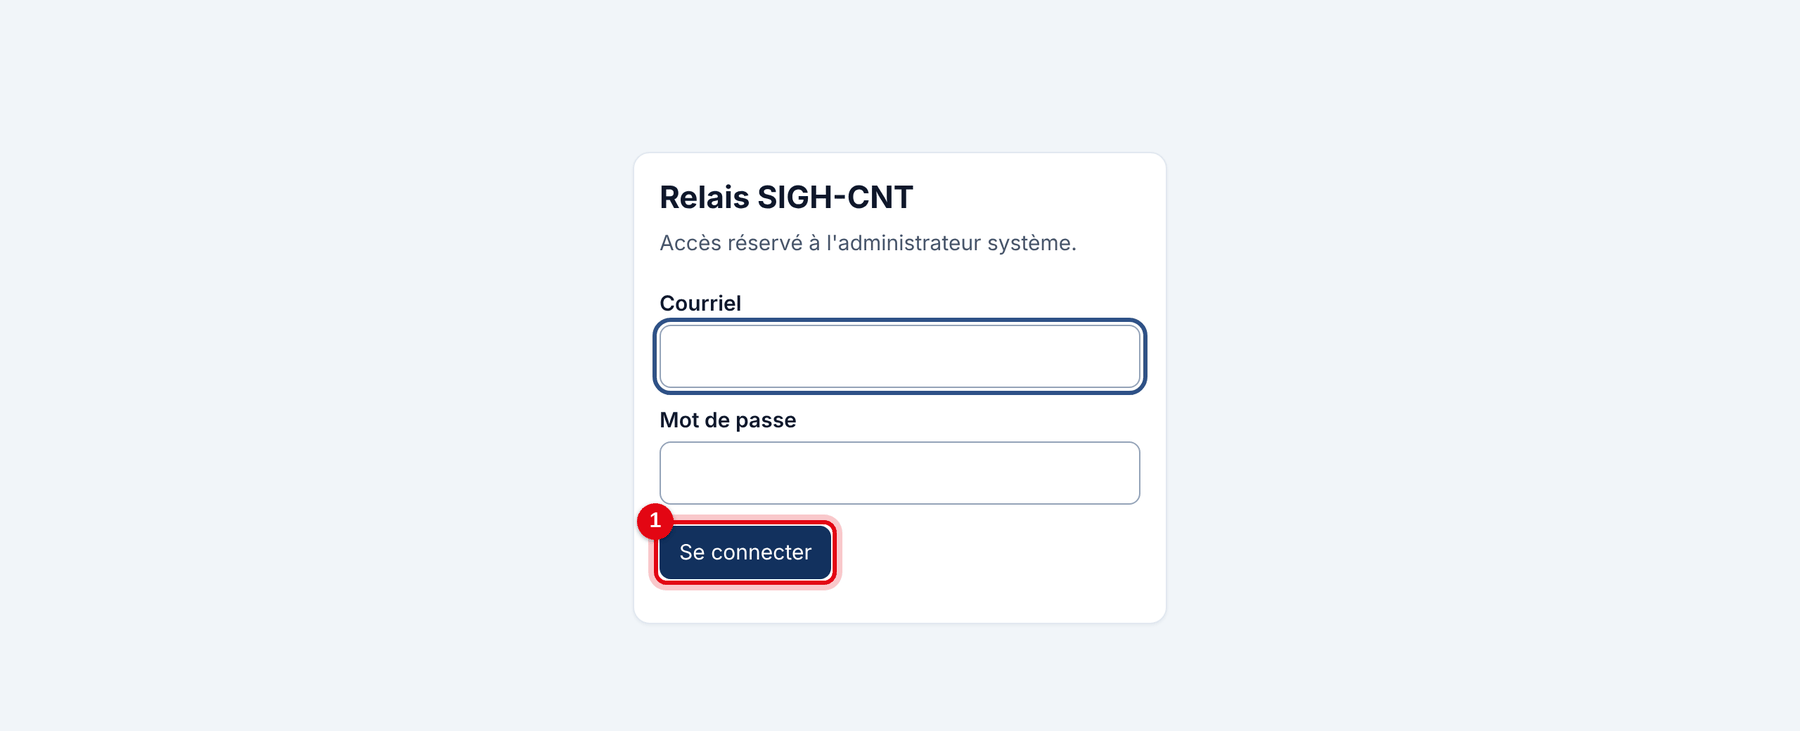 Relais SIGH-CNT
Accès réservé à l'administrateur système.
Courriel
Mot de passe
1
Se connecter